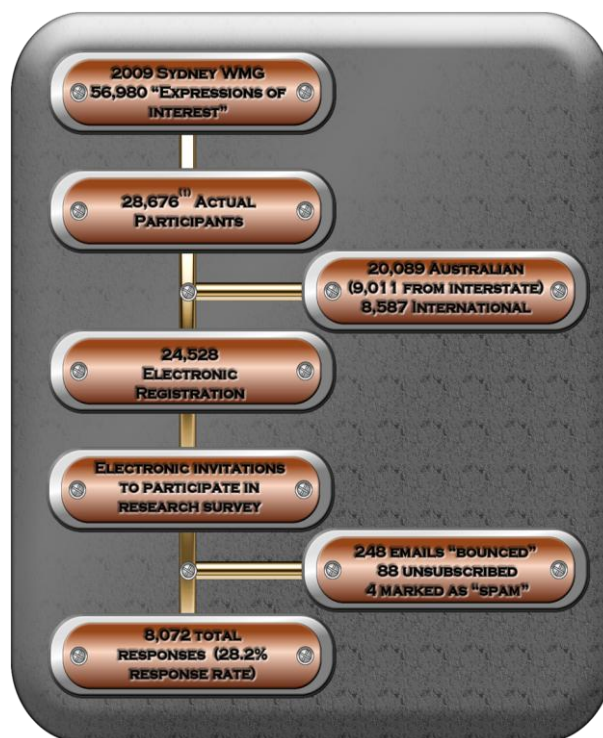 2009 SYDNEY WMG
56,980 “EXPRESSIONS OF
INTEREST”
28,676(1) ACTUAL
PARTICIPANTS
20,089 AUSTRALIAN
(9,011 FROM INTERSTATE)
8,587 INTERNATIONAL
24,528
ELECTRONIC
REGISTRATION
ELECTRONIC INVITATIONS
TO PARTICIPATE IN
RESEARCH SURVEY
248 EMAILS “BOUNCED”
88 UNSUBSCRIBED
4 MARKED AS “SPAM”
8,072 TOTAL
RESPONSES (28.2%
RESPONSE RATE)